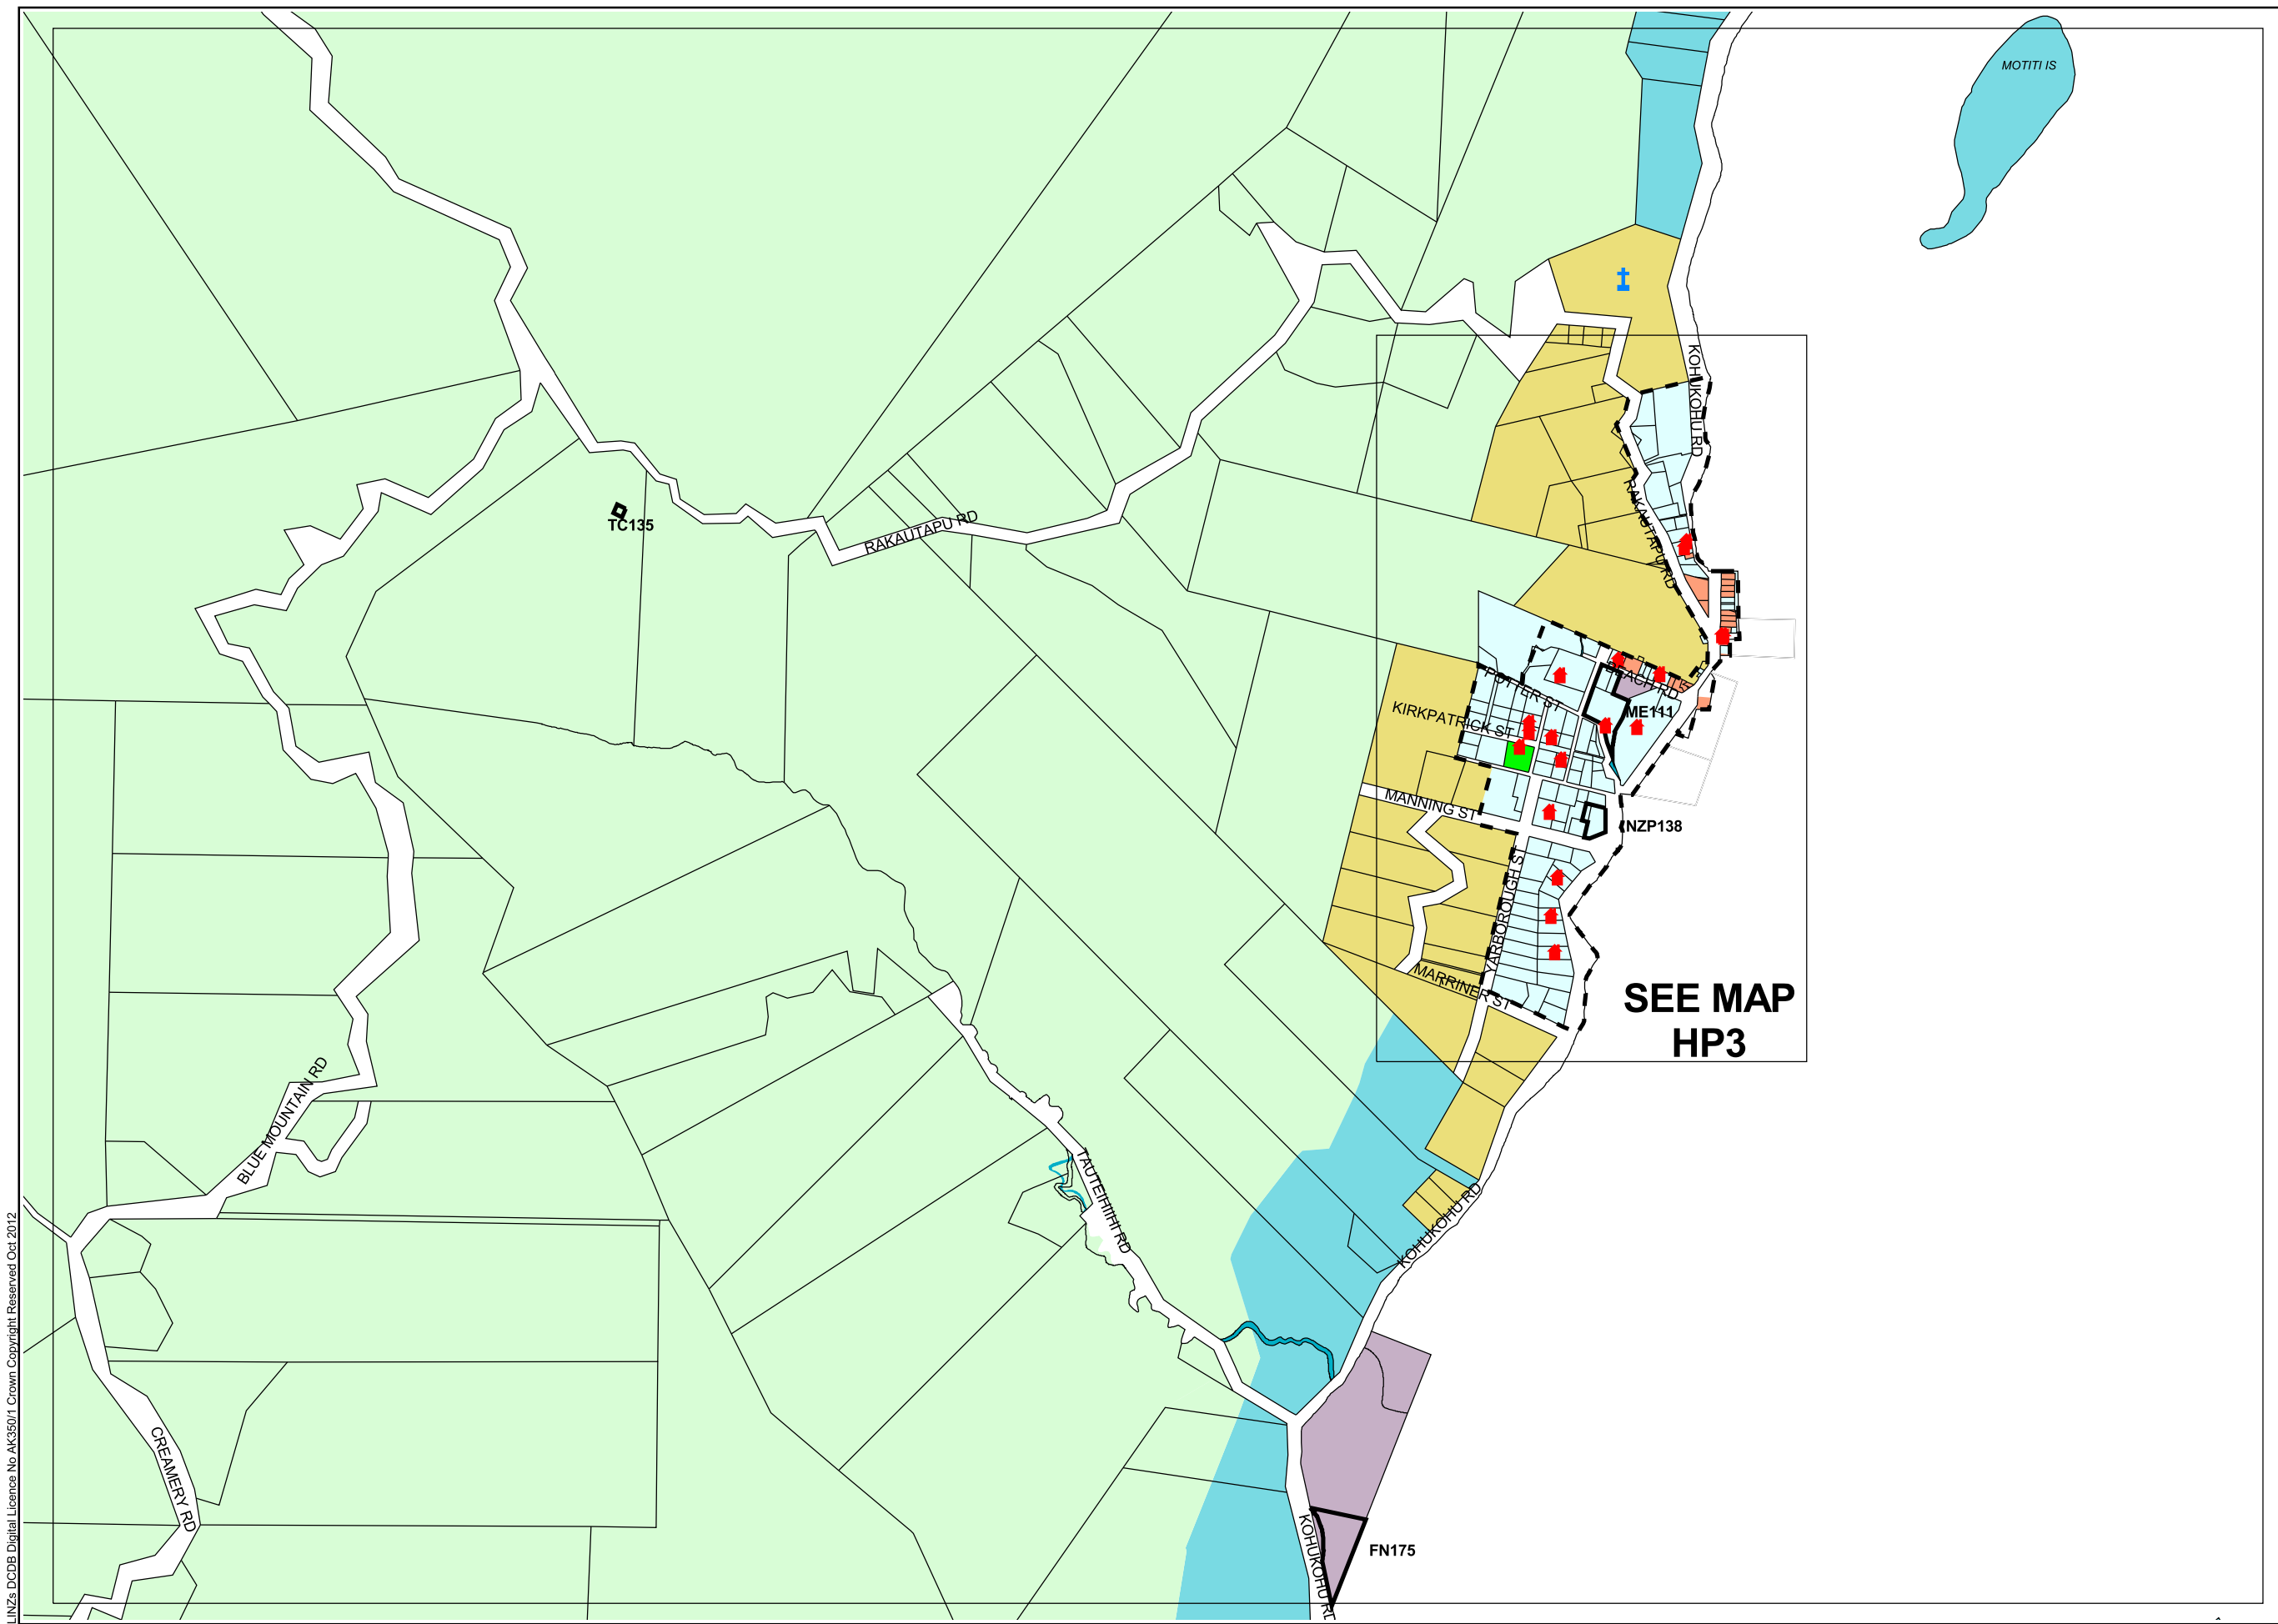 MOTITI IS
KOHUKOHU RD
TC135
RAKAUTAPU RD
RAKAUTAPU RD
BEACH RD
POTTER ST
KIRKPATRICK ST
ME111
MANNING ST
NZP138
YARBOROUGH ST
MARRINER ST
SEE MAP
HP3
BLUE MOUNTAIN RD
TAUTEIHIHI RD
KOHUKOHU RD
CREAMERY RD
KOHUKOHU RD
FN175
LINZs DCDB Digital Licence No AK350/1 Crown Copyright Reserved Oct 2012